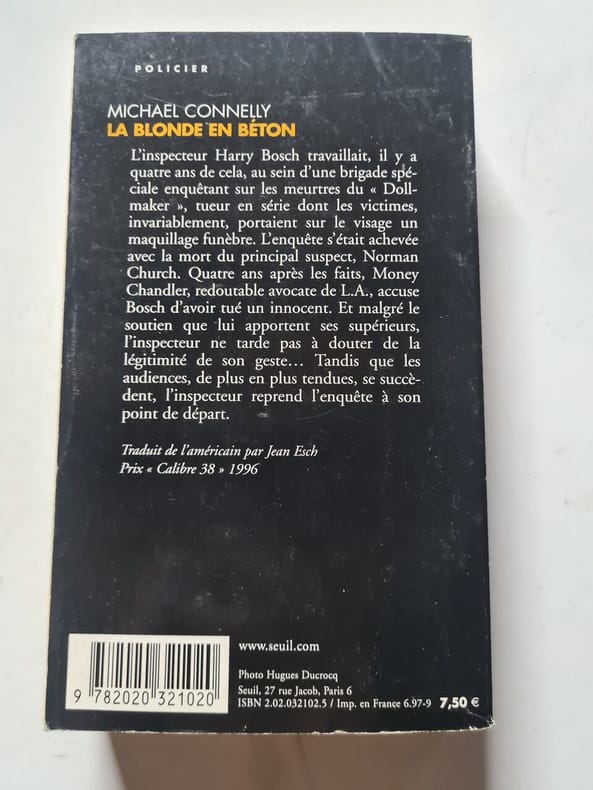 POLICIER
MICHAEL CONNELLY
LA BLONDE EN BÉTON
L'inspecteur Harry Bosch travaillait, il y a
quatre ans de cela, au sein d'une brigade spé-
ciale enquêtant sur les meurtres du « Doll-
maker », tueur en série dont les victimes,
invariablement, portaient sur le visage un
maquillage funèbre. L'enquête s'était achevée
avec la mort du principal suspect, Norman
Church. Quatre ans après les faits, Money
Chandler, redoutable avocate de L.A., accuse
Bosch d'avoir tué un innocent. Et malgré le
soutien que lui apportent ses supérieurs,
l'inspecteur ne tarde pas à douter de la
légitimité de son geste... Tandis que les
audiences, de plus en plus tendues, se succè-
dent, l'inspecteur reprend l'enquête à son
point de départ.
Traduit de l'américain par Jean Esch
Prix « Calibre 38 » 1996
www.seuil.com
Photo Hugues Ducrocq
Seuil, 27 rue Jacob, Paris 6
ISBN 2.02.032102.5 / Imp. en France 6.97-9 7,50 €
9 782020 321020